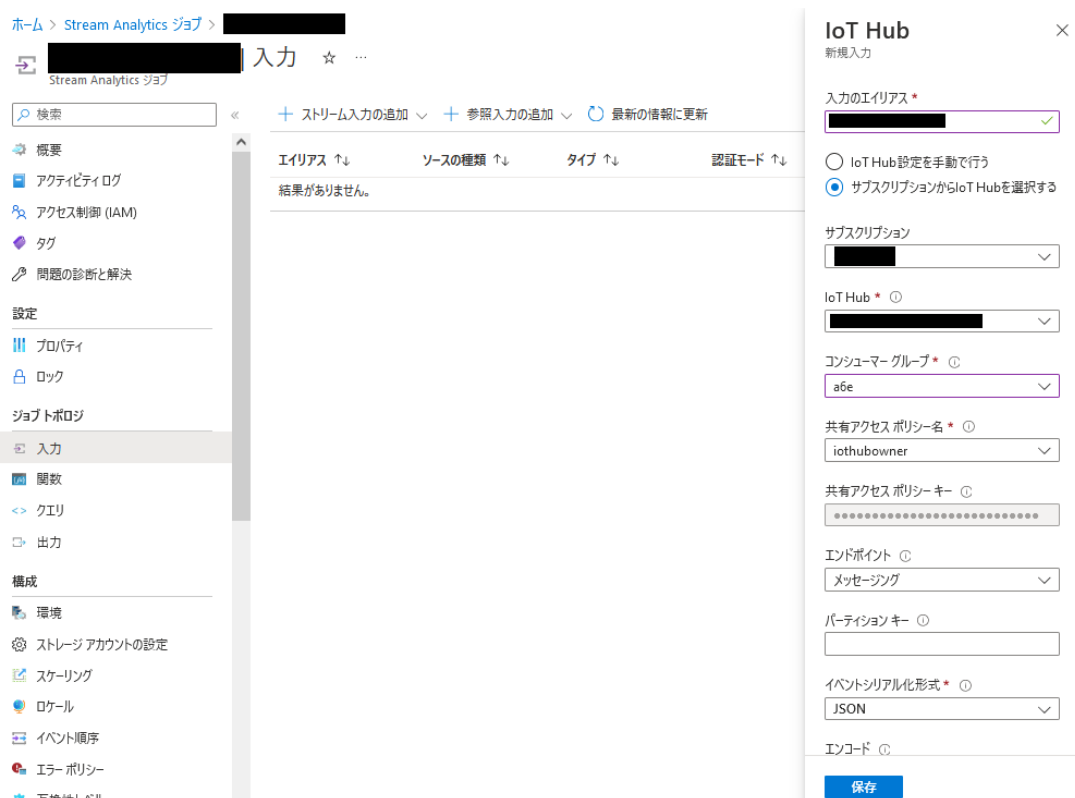 ホーム > Stream Analytics ジョブ >
入力 ☆ …
Stream Analytics ジョブ
検索 «
概要
アクティビティ ログ
アクセス制御 (IAM)
タグ
問題の診断と解決
設定
プロパティ
ロック
ジョブ トポロジ
入力
関数
クエリ
出力
構成
環境
ストレージ アカウントの設定
スケーリング
ロケール
イベント順序
エラー ポリシー
互換性レベル
+ ストリーム入力の追加 + 参照入力の追加 最新の情報に更新
エイリアス ↑↓ ソースの種類 ↑↓ タイプ ↑↓ 認証モード ↑↓
結果がありません。
IoT Hub
新規入力
入力のエイリアス *
IoT Hub設定を手動で行う
サブスクリプションからIoT Hubを選択する
サブスクリプション
IoT Hub *
コンシューマー グループ *
a6e
共有アクセス ポリシー名 *
iothubowner
共有アクセス ポリシー キー
エンドポイント
メッセージング
パーティション キー
イベントシリアル化形式 *
JSON
エンコード
保存